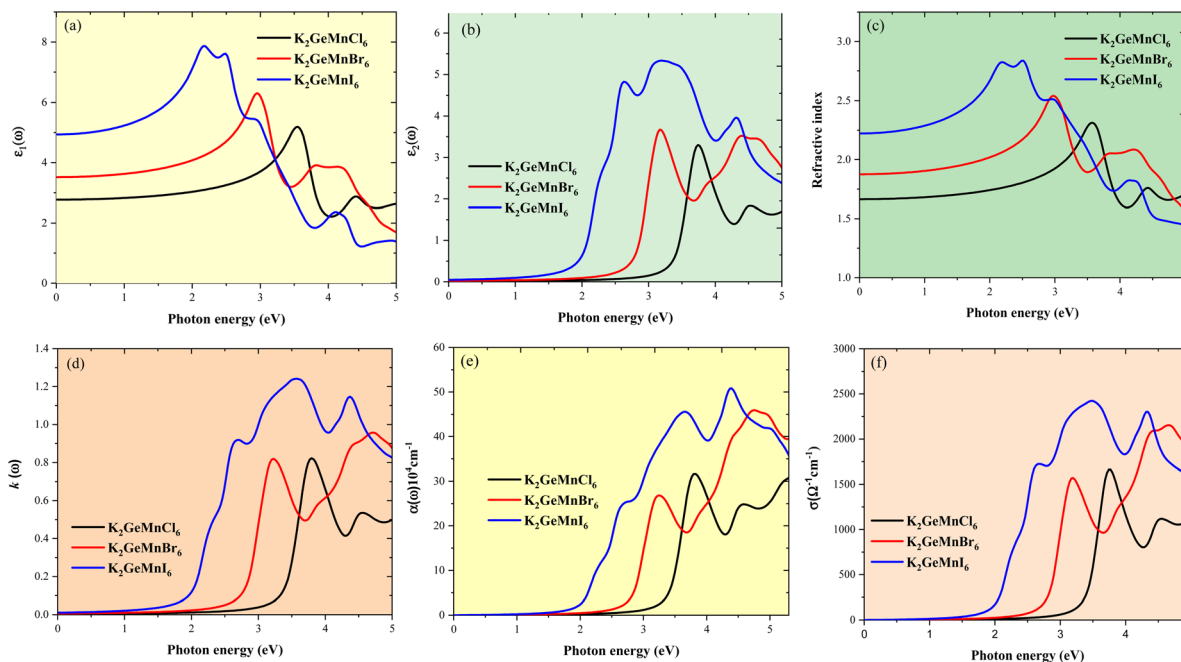 (a)
K₂GeMnCl₆
K₂GeMnBr₆
K₂GeMnI₆
ε₁(ω)
8
6
4
2
0
0 1 2 3 4 5
Photon energy (eV)
(b)
K₂GeMnCl₆
K₂GeMnBr₆
K₂GeMnI₆
ε₂(ω)
6
5
4
3
2
1
0
0 1 2 3 4 5
Photon energy (eV)
(c)
K₂GeMnCl₆
K₂GeMnBr₆
K₂GeMnI₆
Refractive index
3.0
2.5
2.0
1.5
1.0
0 1 2 3 4
Photon energy (eV)
(d)
K₂GeMnCl₆
K₂GeMnBr₆
K₂GeMnI₆
k (ω)
1.4
1.2
1.0
0.8
0.6
0.4
0.2
0.0
0 1 2 3 4 5
Photon energy (eV)
(e)
K₂GeMnCl₆
K₂GeMnBr₆
K₂GeMnI₆
α(ω)10⁴cm⁻¹
60
50
40
30
20
10
0
0 1 2 3 4 5
Photon energy (eV)
(f)
K₂GeMnCl₆
K₂GeMnBr₆
K₂GeMnI₆
σ(Ω⁻¹cm⁻¹)
3000
2500
2000
1500
1000
500
0
0 1 2 3 4
Photon energy (eV)